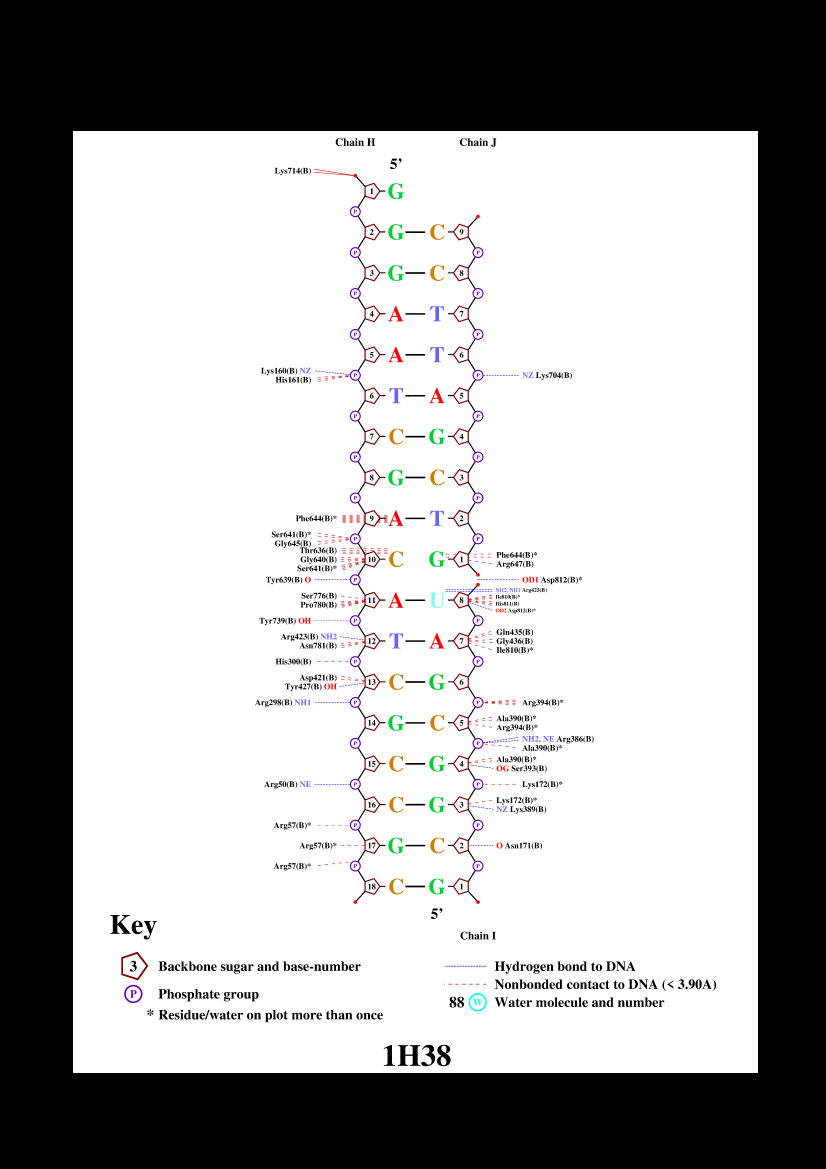 Chain H Chain J
5’
Lys714(B)
1 G
P
2 G C 9
P P
3 G C 8
P P
4 A T 7
P P
5 A T 6
Lys160(B) NZ P P NZ Lys704(B)
His161(B)
6 T A 5
P P
7 C G 4
P P
8 G C 3
P P
Phe644(B)* 9 A T 2
Ser641(B)* P P
Gly645(B)
Thr636(B) Phe644(B)*
Gly640(B) 10 C G 1 Arg647(B)
Ser641(B)*
Tyr639(B) O P OD1 Asp812(B)*
NH2, NH1 Arg425(B)
Ser776(B) Ile810(B)*
Pro780(B) 11 A U 8 His811(B)
OD2 Asp812(B)*
Tyr739(B) OH P P
Arg423(B) NH2 Gln435(B)
Asn781(B) 12 T A 7 Gly436(B)
Ile810(B)*
His300(B) P P
Asp421(B)
Tyr427(B) OH 13 C G 6
Arg298(B) NH1 P P Arg394(B)*
14 G C 5 Ala390(B)*
Arg394(B)*
P P NH2, NE Arg386(B)
Ala390(B)*
15 C G 4 Ala390(B)*
OG Ser393(B)
Arg50(B) NE P P Lys172(B)*
16 C G 3 Lys172(B)*
NZ Lys389(B)
Arg57(B)* P P
Arg57(B)* 17 G C 2 O Asn171(B)
Arg57(B)* P P
18 C G 1
5’
Key
Chain I
3 Backbone sugar and base-number
Hydrogen bond to DNA
Nonbonded contact to DNA (< 3.90A)
P Phosphate group
88 W Water molecule and number
* Residue/water on plot more than once
1H38